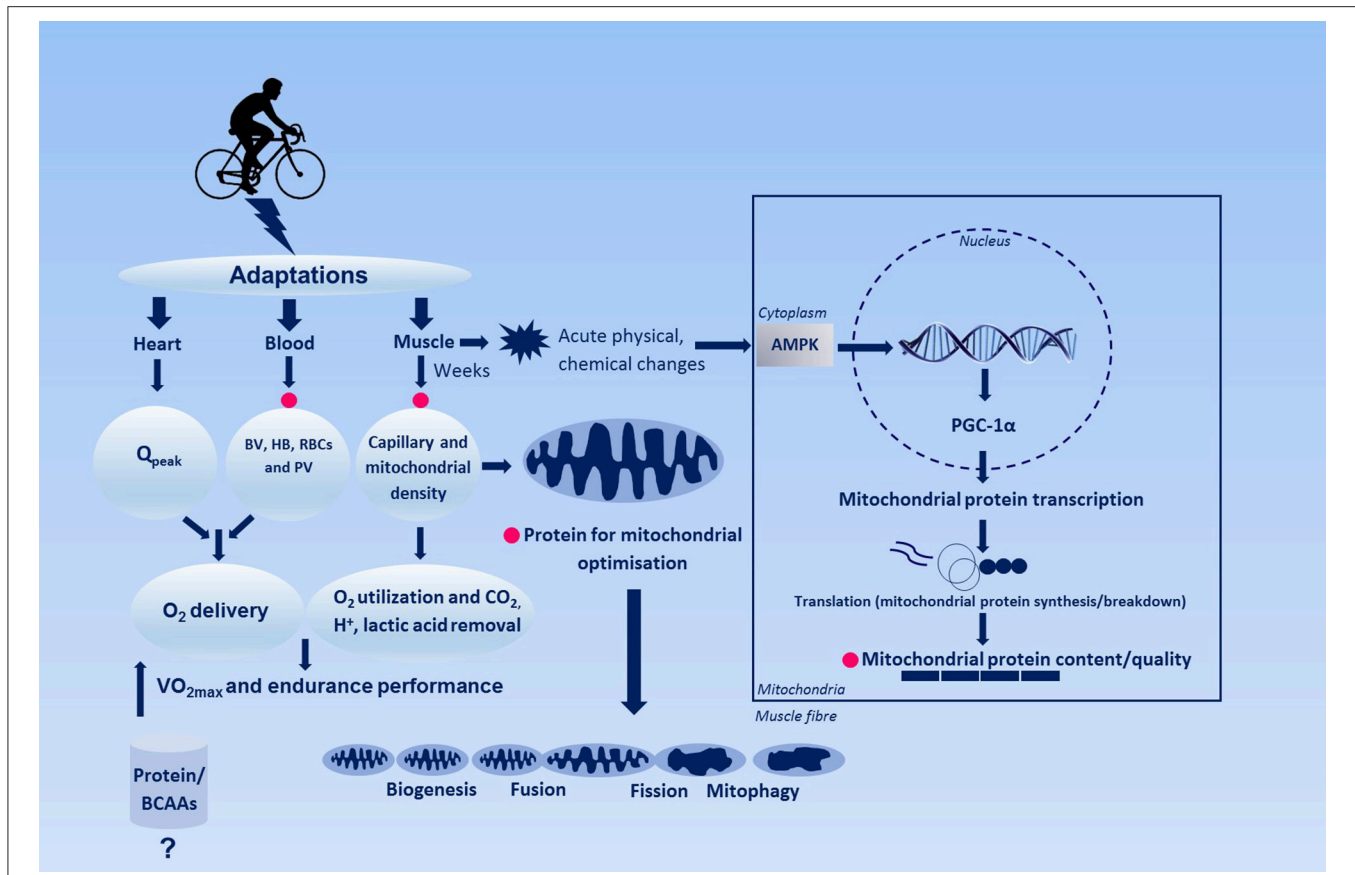 Adaptations
Heart
Blood
Muscle
Weeks
Acute physical,
chemical changes
Q peak
BV, HB, RBCs
and PV
Capillary and
mitochondrial
density
Protein for mitochondrial
optimisation
O₂ delivery
O₂ utilization and CO₂,
H⁺, lactic acid removal
VO₂max and endurance performance
Protein/
BCAAs
?
Biogenesis
Fusion
Fission
Mitophagy
Nucleus
Cytoplasm
AMPK
PGC-1α
Mitochondrial protein transcription
Translation (mitochondrial protein synthesis/breakdown)
Mitochondrial protein content/quality
Mitochondria
Muscle fibre